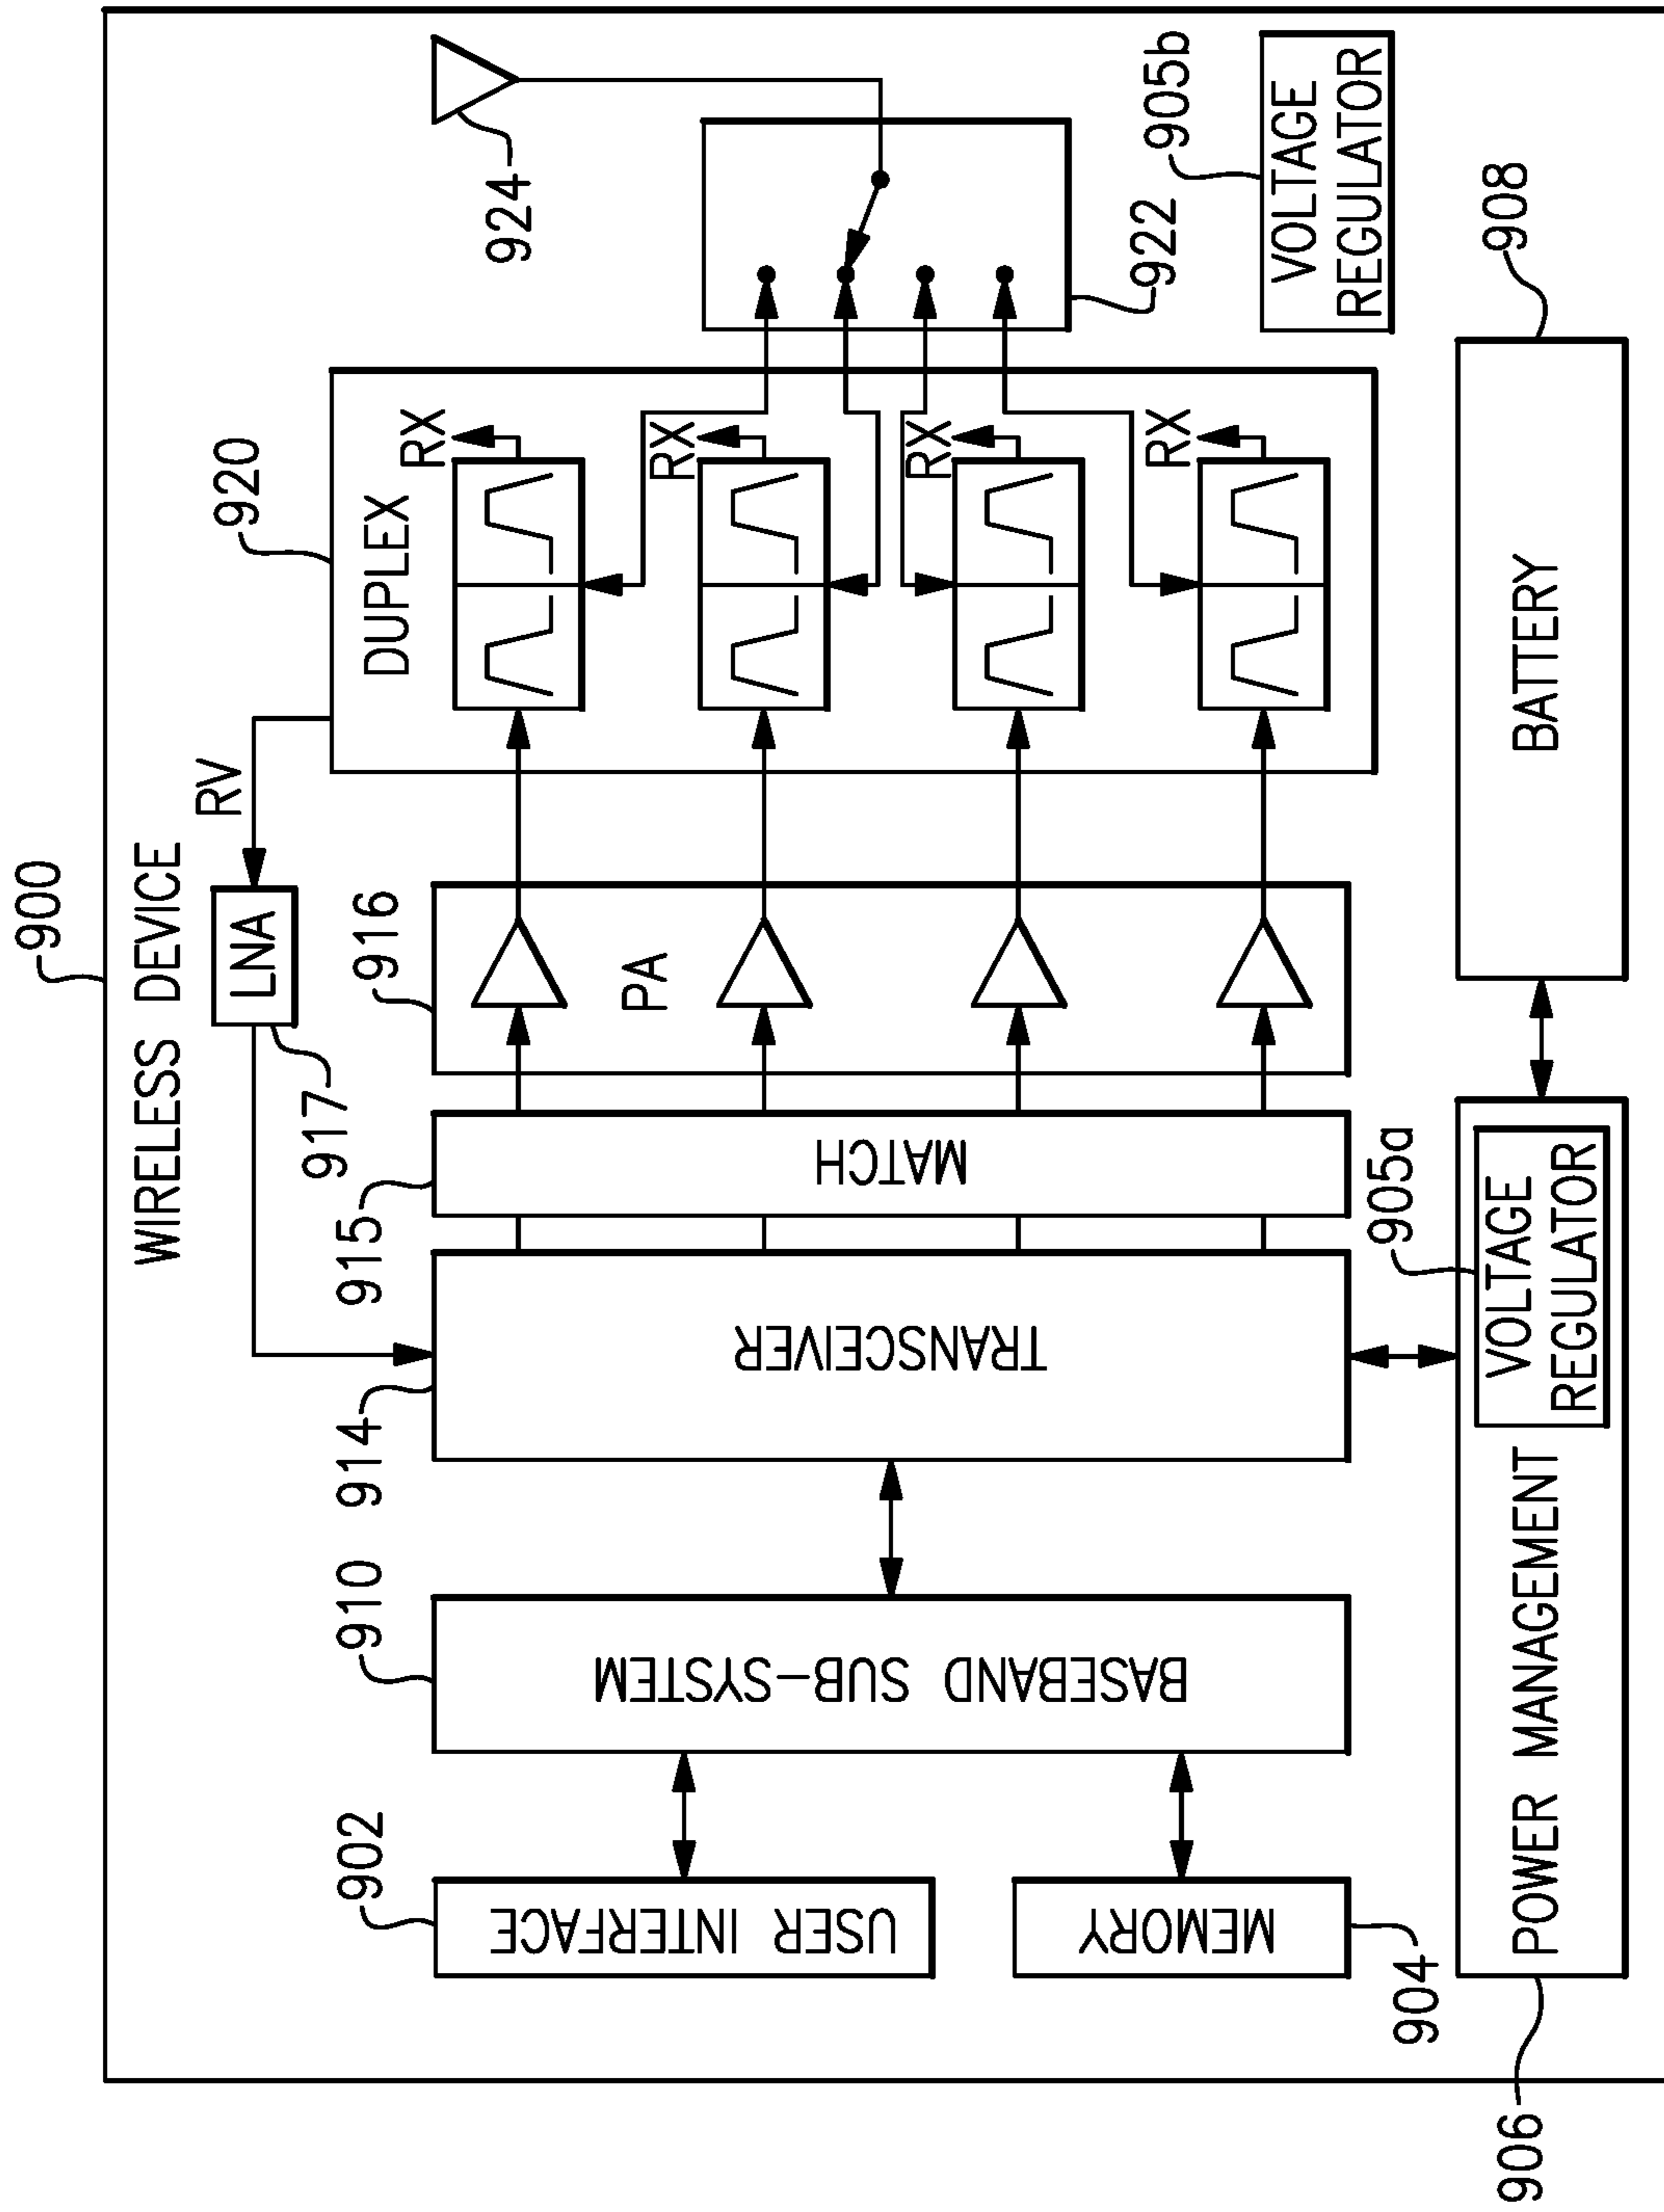 900
WIRELESS DEVICE
902
USER INTERFACE
904
MEMORY
910
BASEBAND SUB-SYSTEM
914
TRANSCEIVER
915
MATCH
917
LNA
RV
916
PA
920
DUPLEX
RX
RX
RX
RX
924
922
905b
VOLTAGE
REGULATOR
906
POWER MANAGEMENT
905a
VOLTAGE
REGULATOR
908
BATTERY